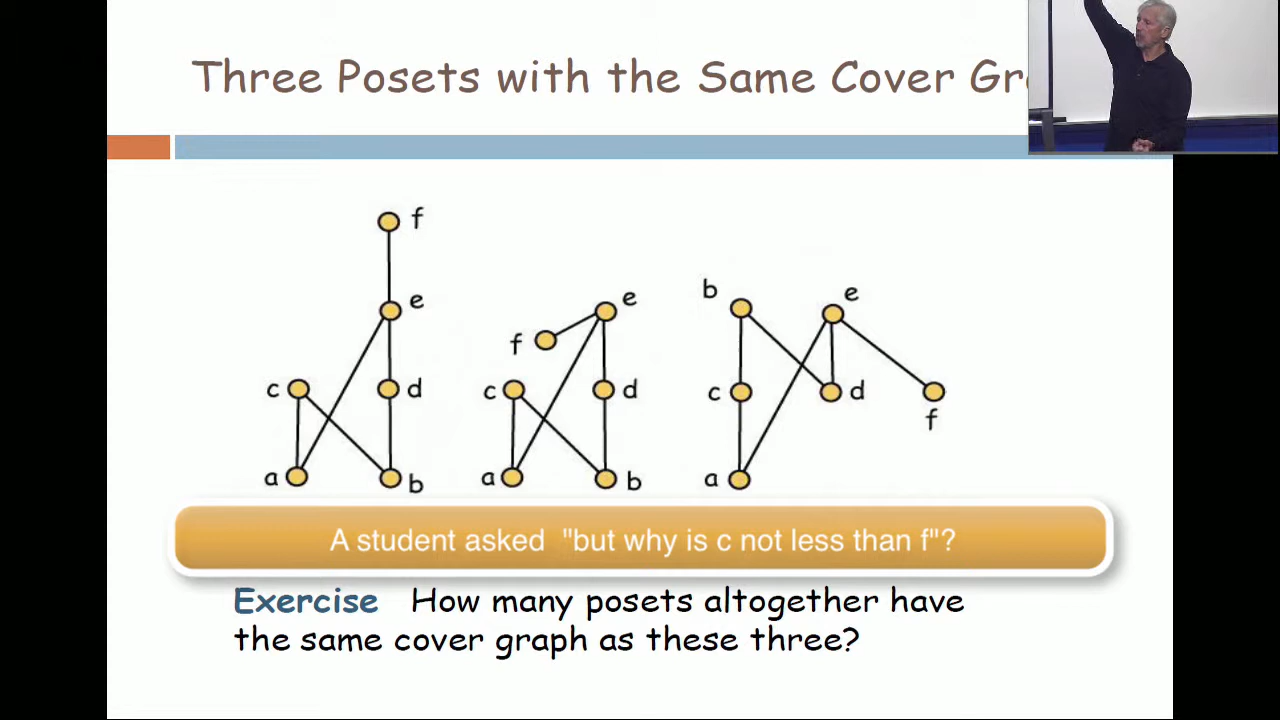 Three Posets with the Same Cover Gr
f
e
c
d
a
b
e
f
c
d
a
b
b
e
c
d
f
a
A student asked "but why is c not less than f"?
Exercise How many posets altogether have
the same cover graph as these three?